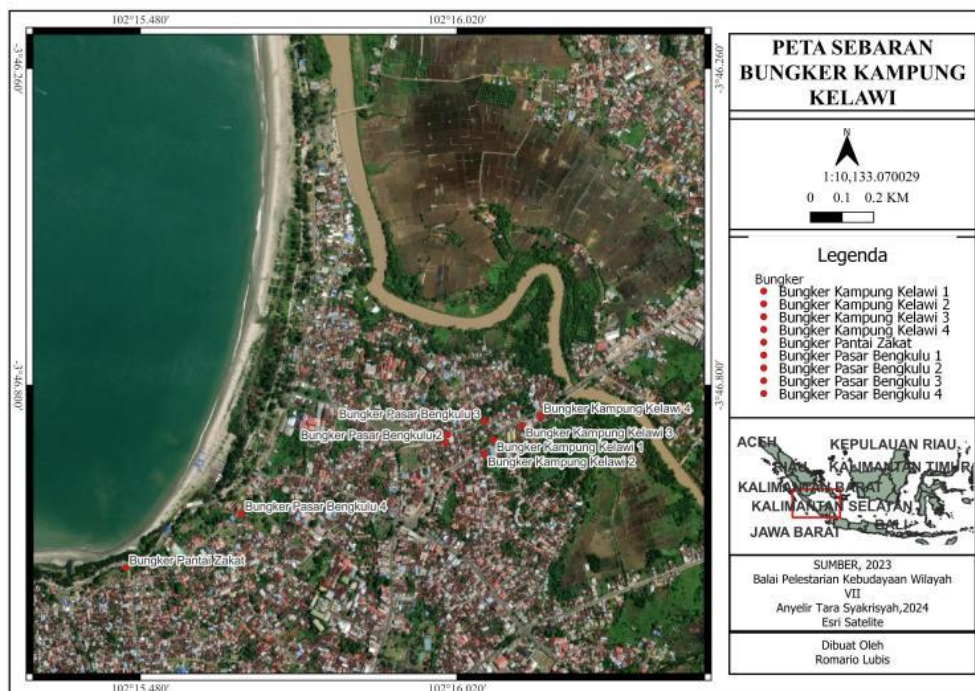 102°15.480'
102°16.020'
-3°46.260'
-3°46.260'
-3°46.800'
-3°46.800'
Bungker Pasar Bengkulu 3
Bungker Kampung Kelawi 4
Bungker Pasar Bengkulu 2
Bungker Kampung Kelawi 3
Bungker Kampung Kelawi 1
Bungker Kampung Kelawi 2
Bungker Pasar Bengkulu 4
Bungker Pantai Zakat
102°15.480'
102°16.020'
PETA SEBARAN
BUNGKER KAMPUNG
KELAWI
N
1:10,133.070029
0 0.1 0.2 KM
Legenda
Bungker
Bungker Kampung Kelawi 1
Bungker Kampung Kelawi 2
Bungker Kampung Kelawi 3
Bungker Kampung Kelawi 4
Bungker Pantai Zakat
Bungker Pasar Bengkulu 1
Bungker Pasar Bengkulu 2
Bungker Pasar Bengkulu 3
Bungker Pasar Bengkulu 4
ACEH
KEPULAUAN RIAU
RIAU
KALIMANTAN TIMUR
KALIMANTAN BARAT
KALIMANTAN SELATAN
BALI
JAWA BARAT
SUMBER, 2023
Balai Pelestarian Kebudayaan Wilayah
VII
Anyelir Tara Syakrisyah,2024
Esri Satelite
Dibuat Oleh
Romario Lubis